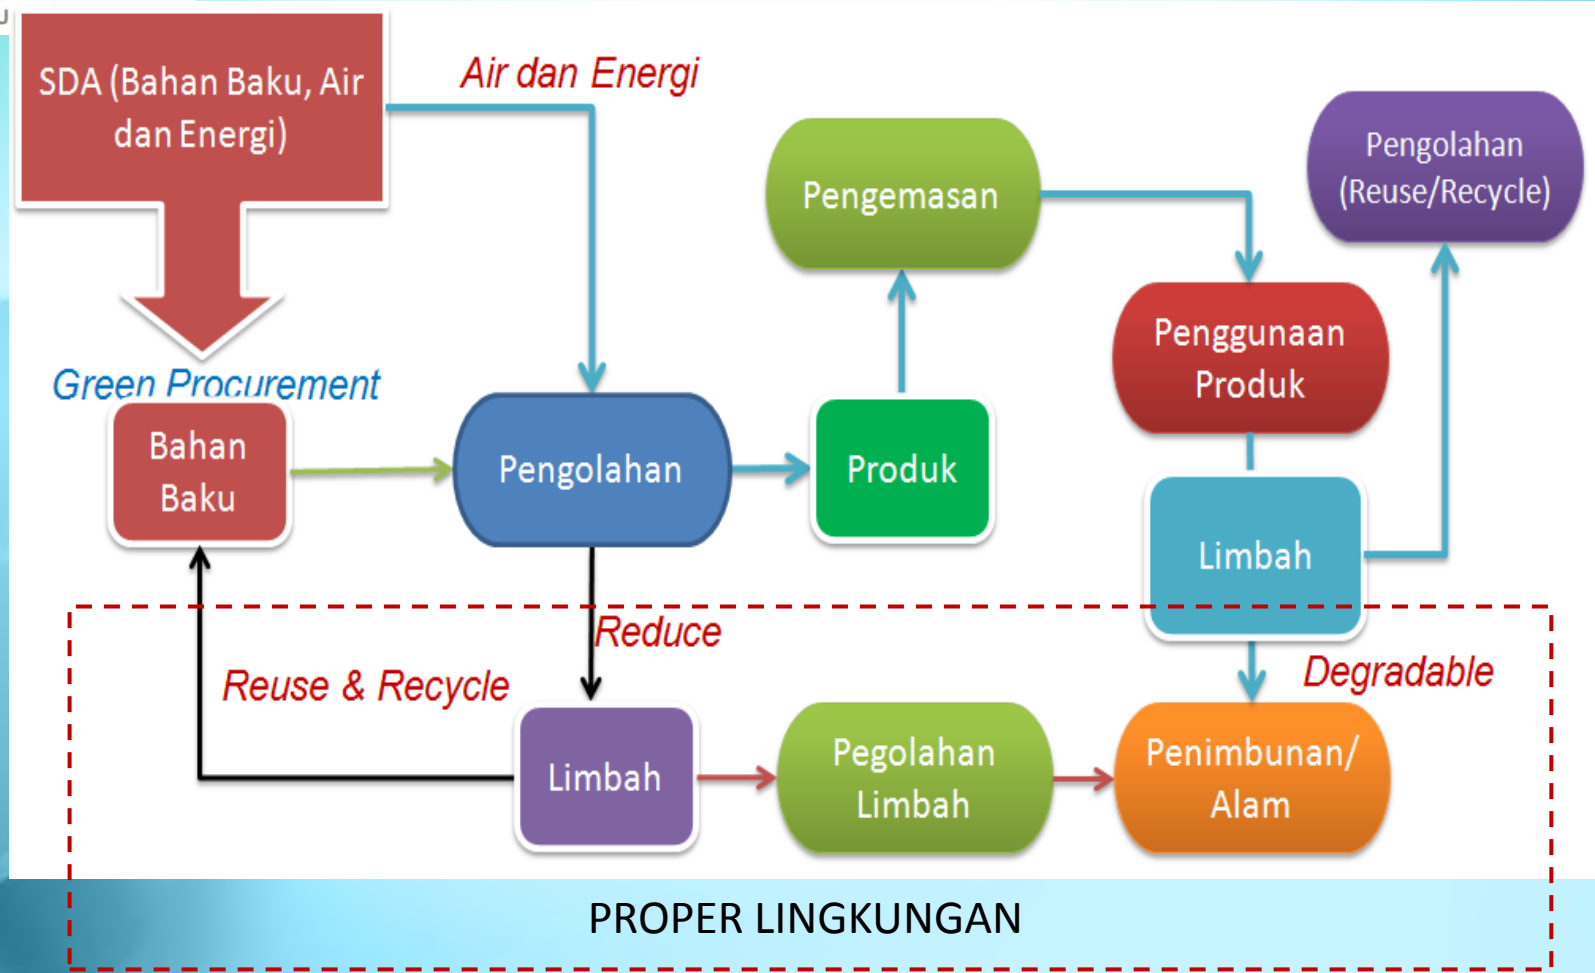 U
SDA (Bahan Baku, Air
dan Energi)
Air dan Energi
Pengemasan
Pengolahan
(Reuse/Recycle)
Penggunaan
Produk
Green Procurement
Bahan
Baku
Pengolahan
Produk
Limbah
Reduce
Reuse & Recycle
Degradable
Limbah
Pegolahan
Limbah
Penimbunan/
Alam
PROPER LINGKUNGAN